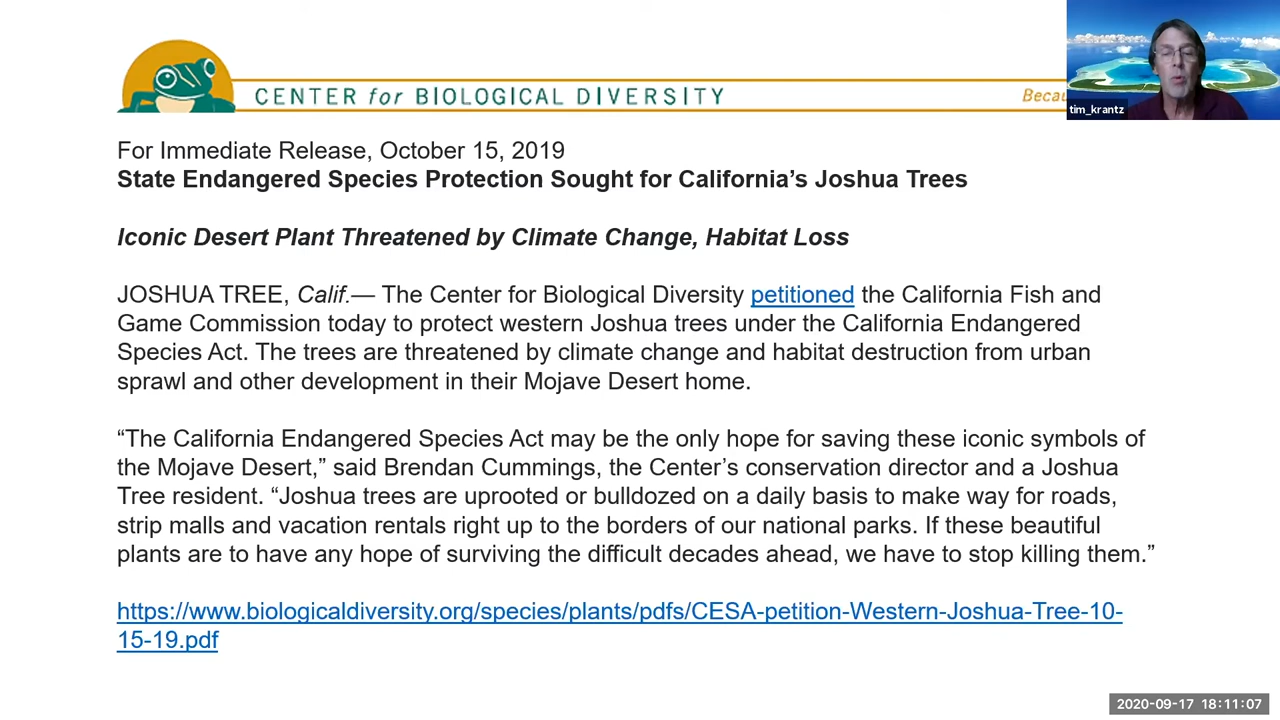 CENTER for BIOLOGICAL DIVERSITY
tim_krantz
For Immediate Release, October 15, 2019
State Endangered Species Protection Sought for California’s Joshua Trees
Iconic Desert Plant Threatened by Climate Change, Habitat Loss
JOSHUA TREE, Calif.— The Center for Biological Diversity petitioned the California Fish and
Game Commission today to protect western Joshua trees under the California Endangered
Species Act. The trees are threatened by climate change and habitat destruction from urban
sprawl and other development in their Mojave Desert home.
“The California Endangered Species Act may be the only hope for saving these iconic symbols of
the Mojave Desert,” said Brendan Cummings, the Center’s conservation director and a Joshua
Tree resident. “Joshua trees are uprooted or bulldozed on a daily basis to make way for roads,
strip malls and vacation rentals right up to the borders of our national parks. If these beautiful
plants are to have any hope of surviving the difficult decades ahead, we have to stop killing them.”
https://www.biologicaldiversity.org/species/plants/pdfs/CESA-petition-Western-Joshua-Tree-10-
15-19.pdf
2020-09-17 18:11:07